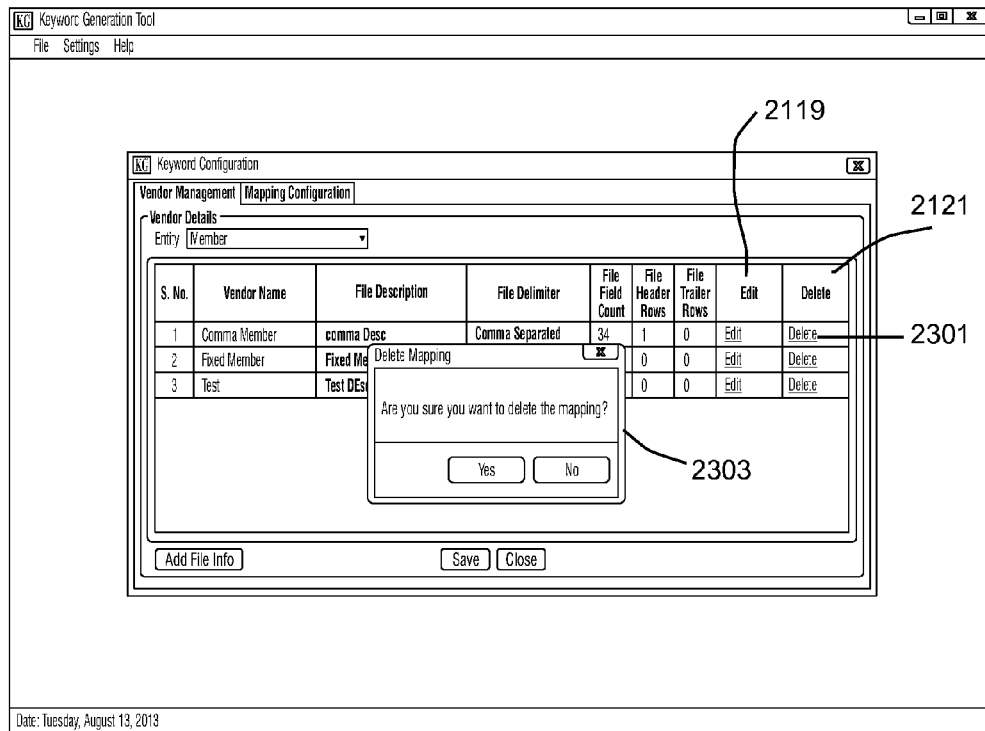 KG Keyword Generation Tool
File Settings Help
2119
KG Keyword Configuration
X
Vendor Management Mapping Configuration
2121
Vendor Details
Entity Member
S. No. Vendor Name File Description File Delimiter File Field Count File Header Rows File Trailer Rows Edit Delete
1 Comma Member comma Desc Comma Separated 34 1 0 Edit Delete
2301
2 Fixed Member Fixed Me 0 0 Edit Delete
3 Test Test DEsc 0 0 Edit Delete
Delete Mapping X
Are you sure you want to delete the mapping?
Yes No
2303
Add File Info Save Close
Date: Tuesday, August 13, 2013